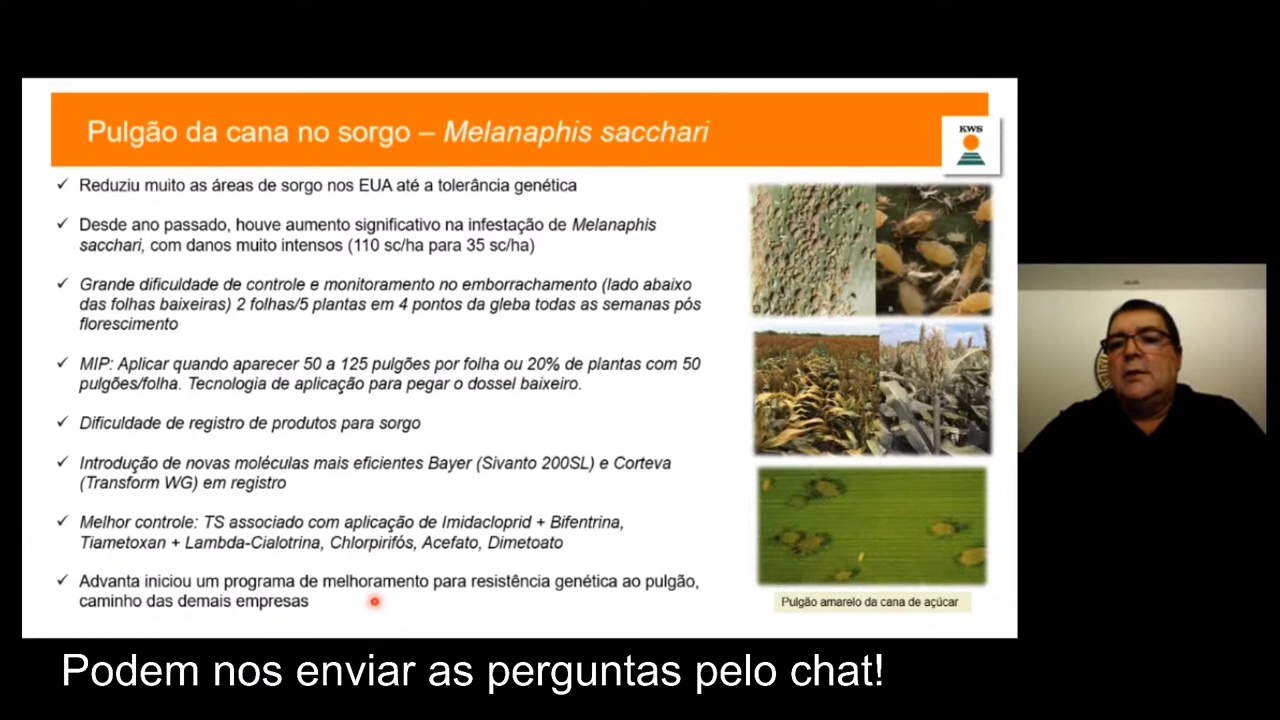 Pulgão da cana no sorgo – Melanaphis sacchari
KWS
✓ Reduziu muito as áreas de sorgo nos EUA até a tolerância genética
✓ Desde ano passado, houve aumento significativo na infestação de Melanaphis
sacchari, com danos muito intensos (110 sc/ha para 35 sc/ha)
✓ Grande dificuldade de controle e monitoramento no emborrachamento (lado abaixo
das folhas baixeiras) 2 folhas/5 plantas em 4 pontos da gleba todas as semanas pós
florescimento
✓ MIP: Aplicar quando aparecer 50 a 125 pulgões por folha ou 20% de plantas com 50
pulgões/folha. Tecnologia de aplicação para pegar o dossel baixeiro.
✓ Dificuldade de registro de produtos para sorgo
✓ Introdução de novas moléculas mais eficientes Bayer (Sivanto 200SL) e Corteva
(Transform WG) em registro
✓ Melhor controle: TS associado com aplicação de Imidacloprid + Bifentrina,
Tiametoxan + Lambda-Cialotrina, Chlorpirifós, Acefato, Dimetoato
✓ Advanta iniciou um programa de melhoramento para resistência genética ao pulgão,
caminho das demais empresas
Pulgão amarelo da cana de açúcar
Podem nos enviar as perguntas pelo chat!